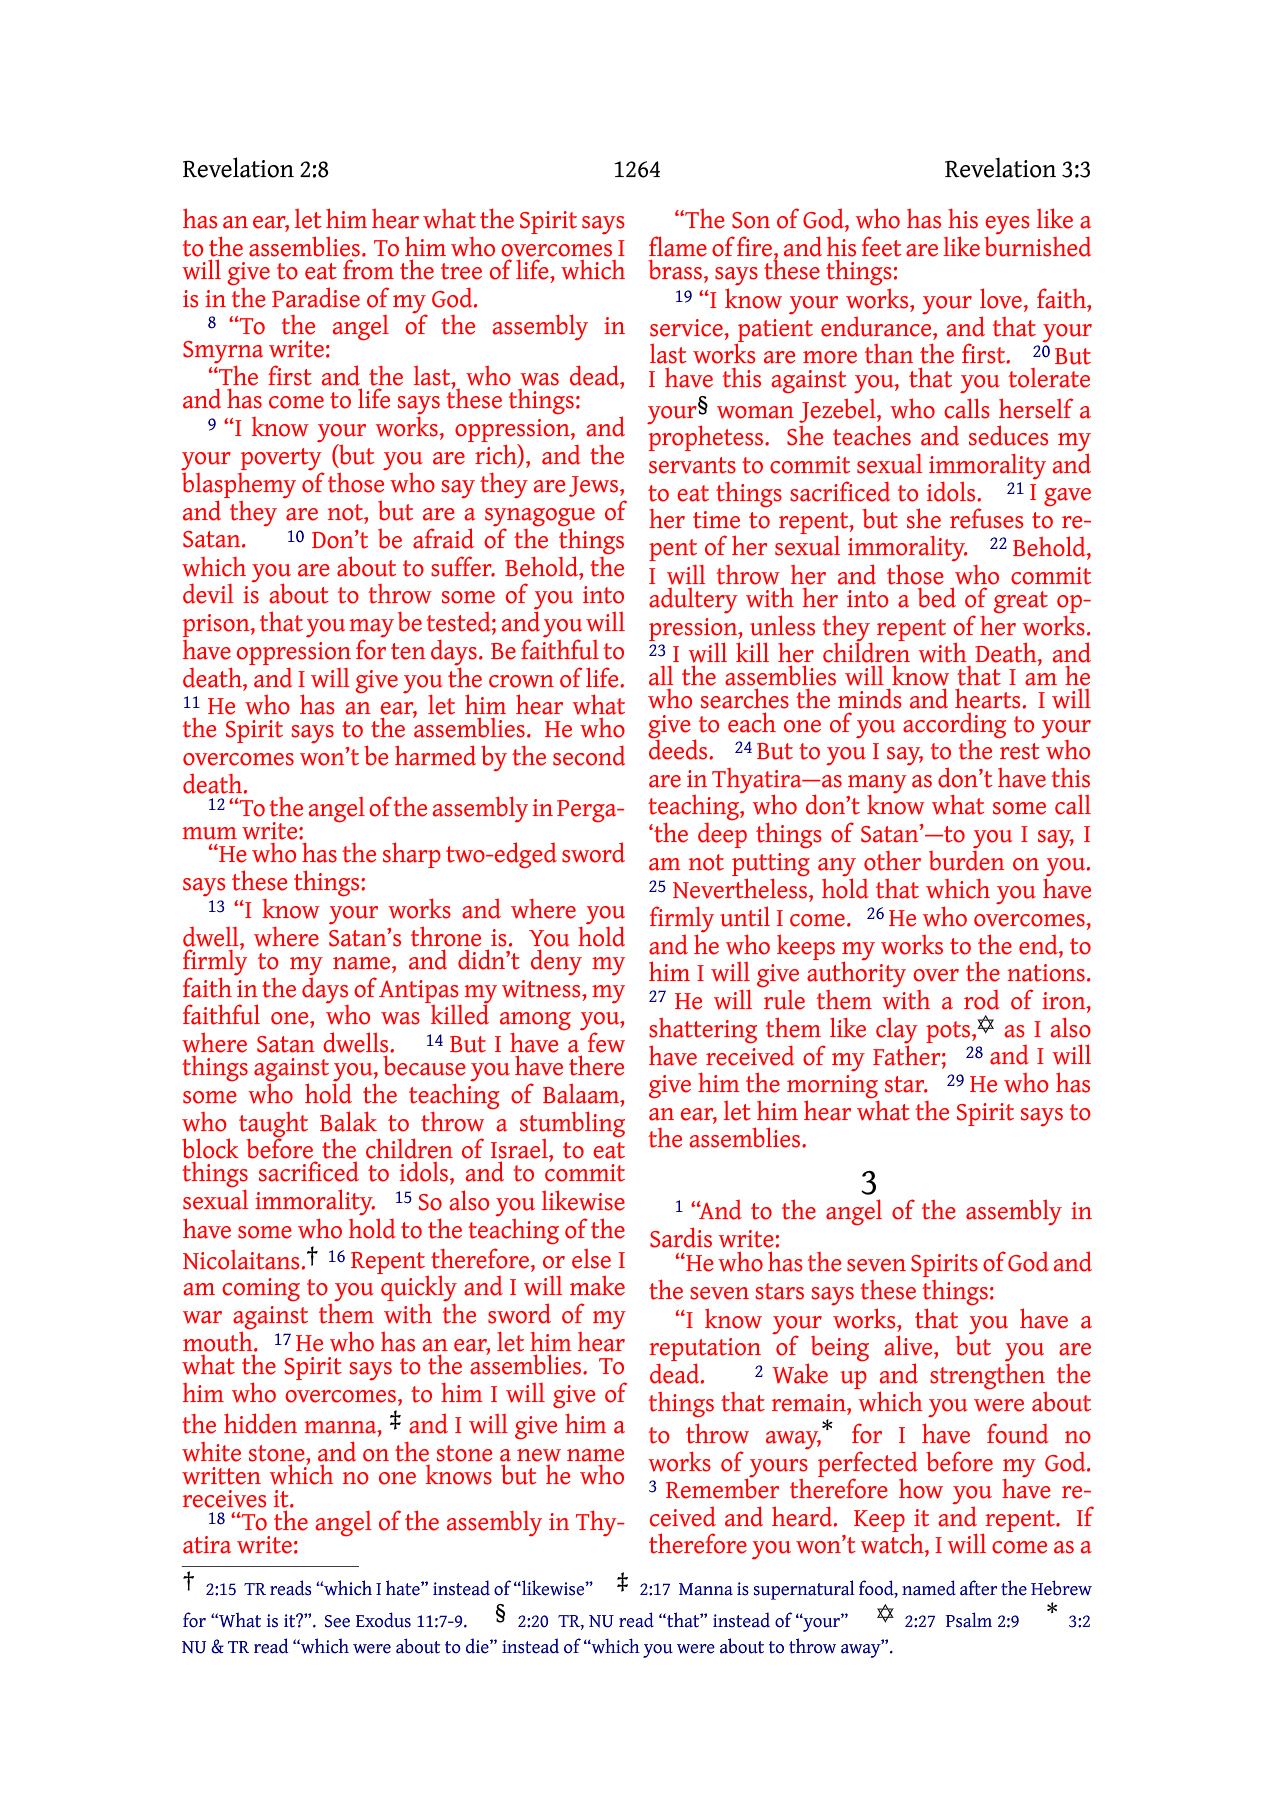 Revelation 2:8 1264 Revelation 3:3
has an ear, let him hear what the Spirit says
to the assemblies. To him who overcomes I
will give to eat from the tree of life, which
is in the Paradise of my God.
8 “To the angel of the assembly in
Smyrna write:
“The first and the last, who was dead,
and has come to life says these things:
9 “I know your works, oppression, and
your poverty (but you are rich), and the
blasphemy of those who say they are Jews,
and they are not, but are a synagogue of
Satan. 10 Don’t be afraid of the things
which you are about to suffer. Behold, the
devil is about to throw some of you into
prison, that you may be tested; and you will
have oppression for ten days. Be faithful to
death, and I will give you the crown of life.
11 He who has an ear, let him hear what
the Spirit says to the assemblies. He who
overcomes won’t be harmed by the second
death.
12 “To the angel of the assembly in Perga-
mum write:
“He who has the sharp two-edged sword
says these things:
13 “I know your works and where you
dwell, where Satan’s throne is. You hold
firmly to my name, and didn’t deny my
faith in the days of Antipas my witness, my
faithful one, who was killed among you,
where Satan dwells. 14 But I have a few
things against you, because you have there
some who hold the teaching of Balaam,
who taught Balak to throw a stumbling
block before the children of Israel, to eat
things sacrificed to idols, and to commit
sexual immorality. 15 So also you likewise
have some who hold to the teaching of the
Nicolaitans.† 16 Repent therefore, or else I
am coming to you quickly and I will make
war against them with the sword of my
mouth. 17 He who has an ear, let him hear
what the Spirit says to the assemblies. To
him who overcomes, to him I will give of
the hidden manna, ‡ and I will give him a
white stone, and on the stone a new name
written which no one knows but he who
receives it.
18 “To the angel of the assembly in Thy-
atira write:
“The Son of God, who has his eyes like a
flame of fire, and his feet are like burnished
brass, says these things:
19 “I know your works, your love, faith,
service, patient endurance, and that your
last works are more than the first. 20 But
I have this against you, that you tolerate
your§ woman Jezebel, who calls herself a
prophetess. She teaches and seduces my
servants to commit sexual immorality and
to eat things sacrificed to idols. 21 I gave
her time to repent, but she refuses to re-
pent of her sexual immorality. 22 Behold,
I will throw her and those who commit
adultery with her into a bed of great op-
pression, unless they repent of her works.
23 I will kill her children with Death, and
all the assemblies will know that I am he
who searches the minds and hearts. I will
give to each one of you according to your
deeds. 24 But to you I say, to the rest who
are in Thyatira—as many as don’t have this
teaching, who don’t know what some call
‘the deep things of Satan’—to you I say, I
am not putting any other burden on you.
25 Nevertheless, hold that which you have
firmly until I come. 26 He who overcomes,
and he who keeps my works to the end, to
him I will give authority over the nations.
27 He will rule them with a rod of iron,
shattering them like clay pots,✡ as I also
have received of my Father; 28 and I will
give him the morning star. 29 He who has
an ear, let him hear what the Spirit says to
the assemblies.
3
1 “And to the angel of the assembly in
Sardis write:
“He who has the seven Spirits of God and
the seven stars says these things:
“I know your works, that you have a
reputation of being alive, but you are
dead. 2 Wake up and strengthen the
things that remain, which you were about
to throw away,* for I have found no
works of yours perfected before my God.
3 Remember therefore how you have re-
ceived and heard. Keep it and repent. If
therefore you won’t watch, I will come as a
† 2:15 TR reads “which I hate” instead of “likewise” ‡ 2:17 Manna is supernatural food, named after the Hebrew
for “What is it?”. See Exodus 11:7-9. § 2:20 TR, NU read “that” instead of “your” ✡ 2:27 Psalm 2:9 * 3:2
NU & TR read “which were about to die” instead of “which you were about to throw away”.